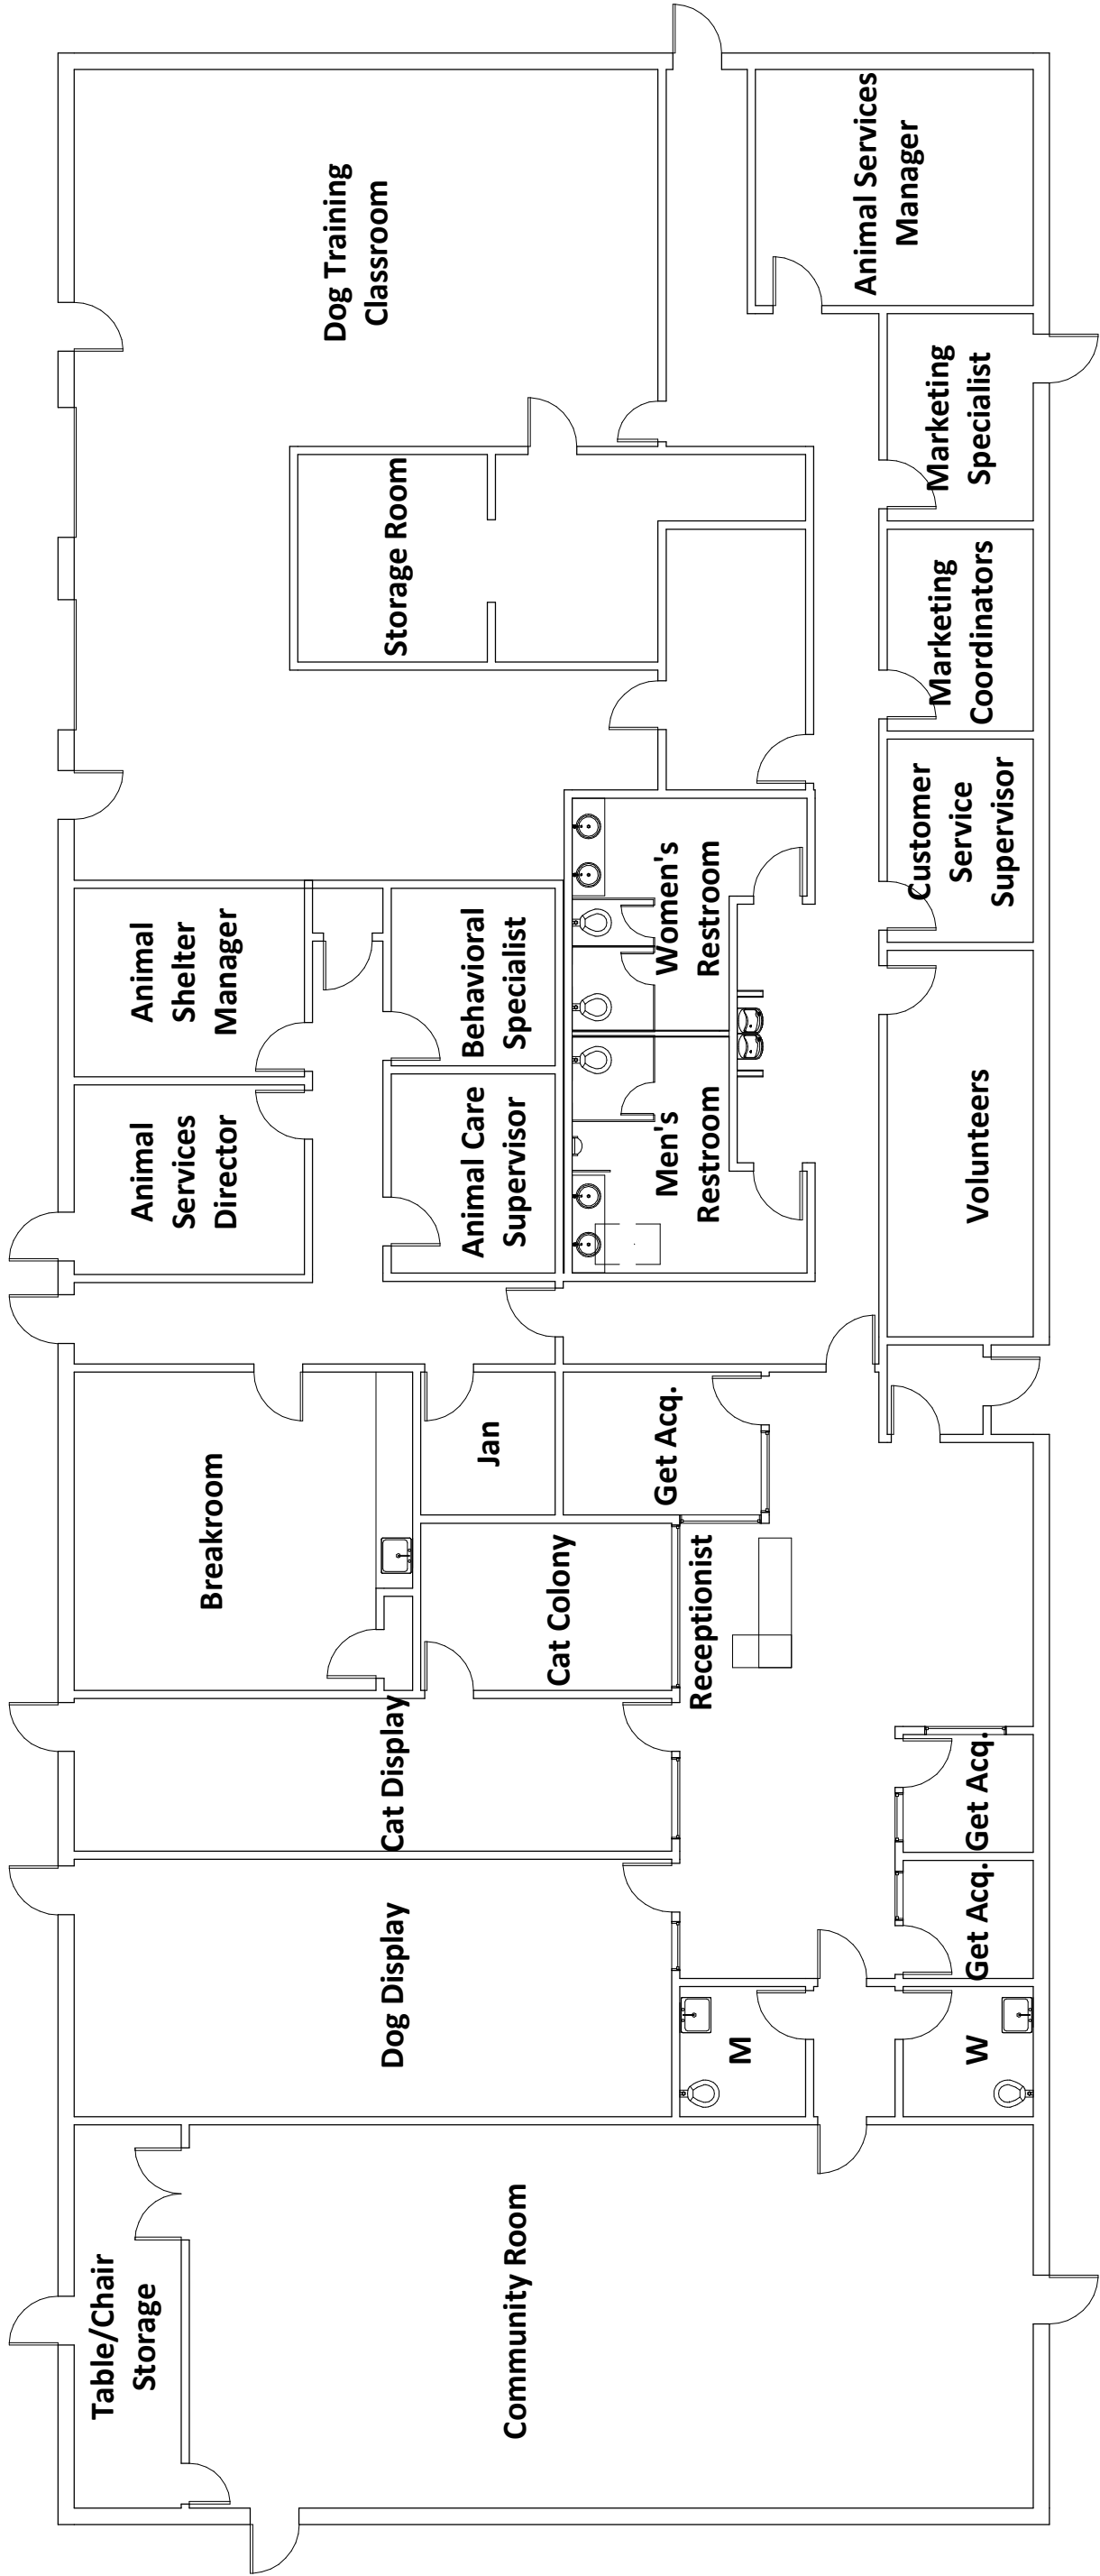 Table/Chair
Storage
Community Room
Dog Display
M
W
Cat Display
Get Acq.
Get Acq.
Receptionist
Breakroom
Cat Colony
Jan
Get Acq.
Animal
Services
Director
Animal
Shelter
Manager
Animal Care
Supervisor
Behavioral
Specialist
Men's
Restroom
Women's
Restroom
Volunteers
Customer
Service
Supervisor
Storage Room
Marketing
Coordinators
Marketing
Specialist
Dog Training
Classroom
Animal Services
Manager